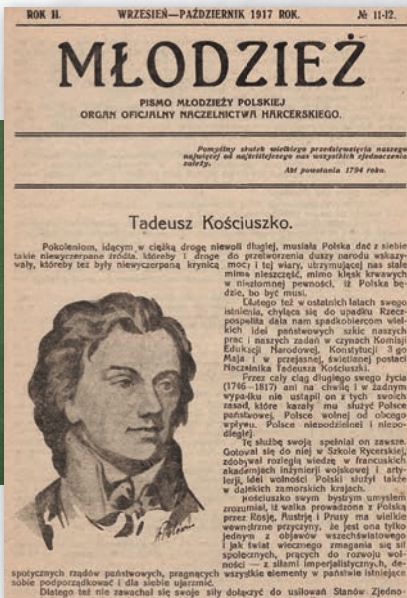 ROK II. WRZESIEŃ—PAŹDZIERNIK 1917 ROK. № 11-12.
MŁODZIEŻ
PISMO MŁODZIEŻY POLSKIEJ
ORGAN OFICJALNY NACZELNICTWA HARCERSKIEGO.
Pomyślny skutek wielkiego przedsięwzięcia naszego
najwięcej od najściślejszego nas wszystkich zjednoczenia
zależy.
Akt powstania 1794 roku.
Tadeusz Kościuszko.
Pokoleniom, idącym w ciężką drogę niewoli długiej, musiała Polska dać z siebie
takie niewyczerpane źródła, któreby i drogę do przetworzenia duszy narodu wskazy-
wały, któreby też były niewyczerpaną krynicą mocy i tej wiary, utrzymującej nas stale
mimo nieszczęść, mimo klęsk krwawych
w niezłomnej pewności, iż Polska bę-
dzie, bo być musi.
Dlatego też w ostatnich latach swego
istnienia, chyląca się do upadku Rzecz-
pospolita dała nam spadkobiercom wiel-
kich idei państwowych szkic naszych
prac i naszych zadań w czynach Komisji
Edukacji Narodowej, Konstytucji 3-go
Maja i w przejasnej, świetlanej postaci
Naczelnika Tadeusza Kościuszki.
Przez cały ciąg długiego swego życia
(1746—1817) ani na chwilę i w żadnym
wypadku nie ustąpił on z tych swoich
zasad, które kazały mu służyć Polsce
państwowej, Polsce wolnej od obcego
wpływu, Polsce niepodzielnej i niepo-
dległej.
Tę służbę swoją spełniał on zawsze.
Gotował się do niej w Szkole Rycerskiej,
zdobywał rozległą wiedzę w francuskich
akademjach inżynierji wojskowej i arty-
lerji, idei wolności Polski służył także
w dalekich zamorskich krajach.
Kościuszko swym bystrym umysłem
zrozumiał, iż walka prowadzona z Polską
przez Rosję, Austrję i Prusy ma wielkie
wewnętrzne przyczyny, że jest ona tylko
jednym z objawów wszechświatowego
i jak świat wiecznego zmagania się sił
społecznych, prących do rozwoju wol-
ności — z siłami imperjalistycznych, de-
spotycznych rządów państwowych, pragnących wszystkie elementy w państwie istniejące
sobie podporządkować i dla siebie ujarzmić.
Dlatego też nie zawahał się swoje siły dołączyć do usiłowań Stanów Zjedno-